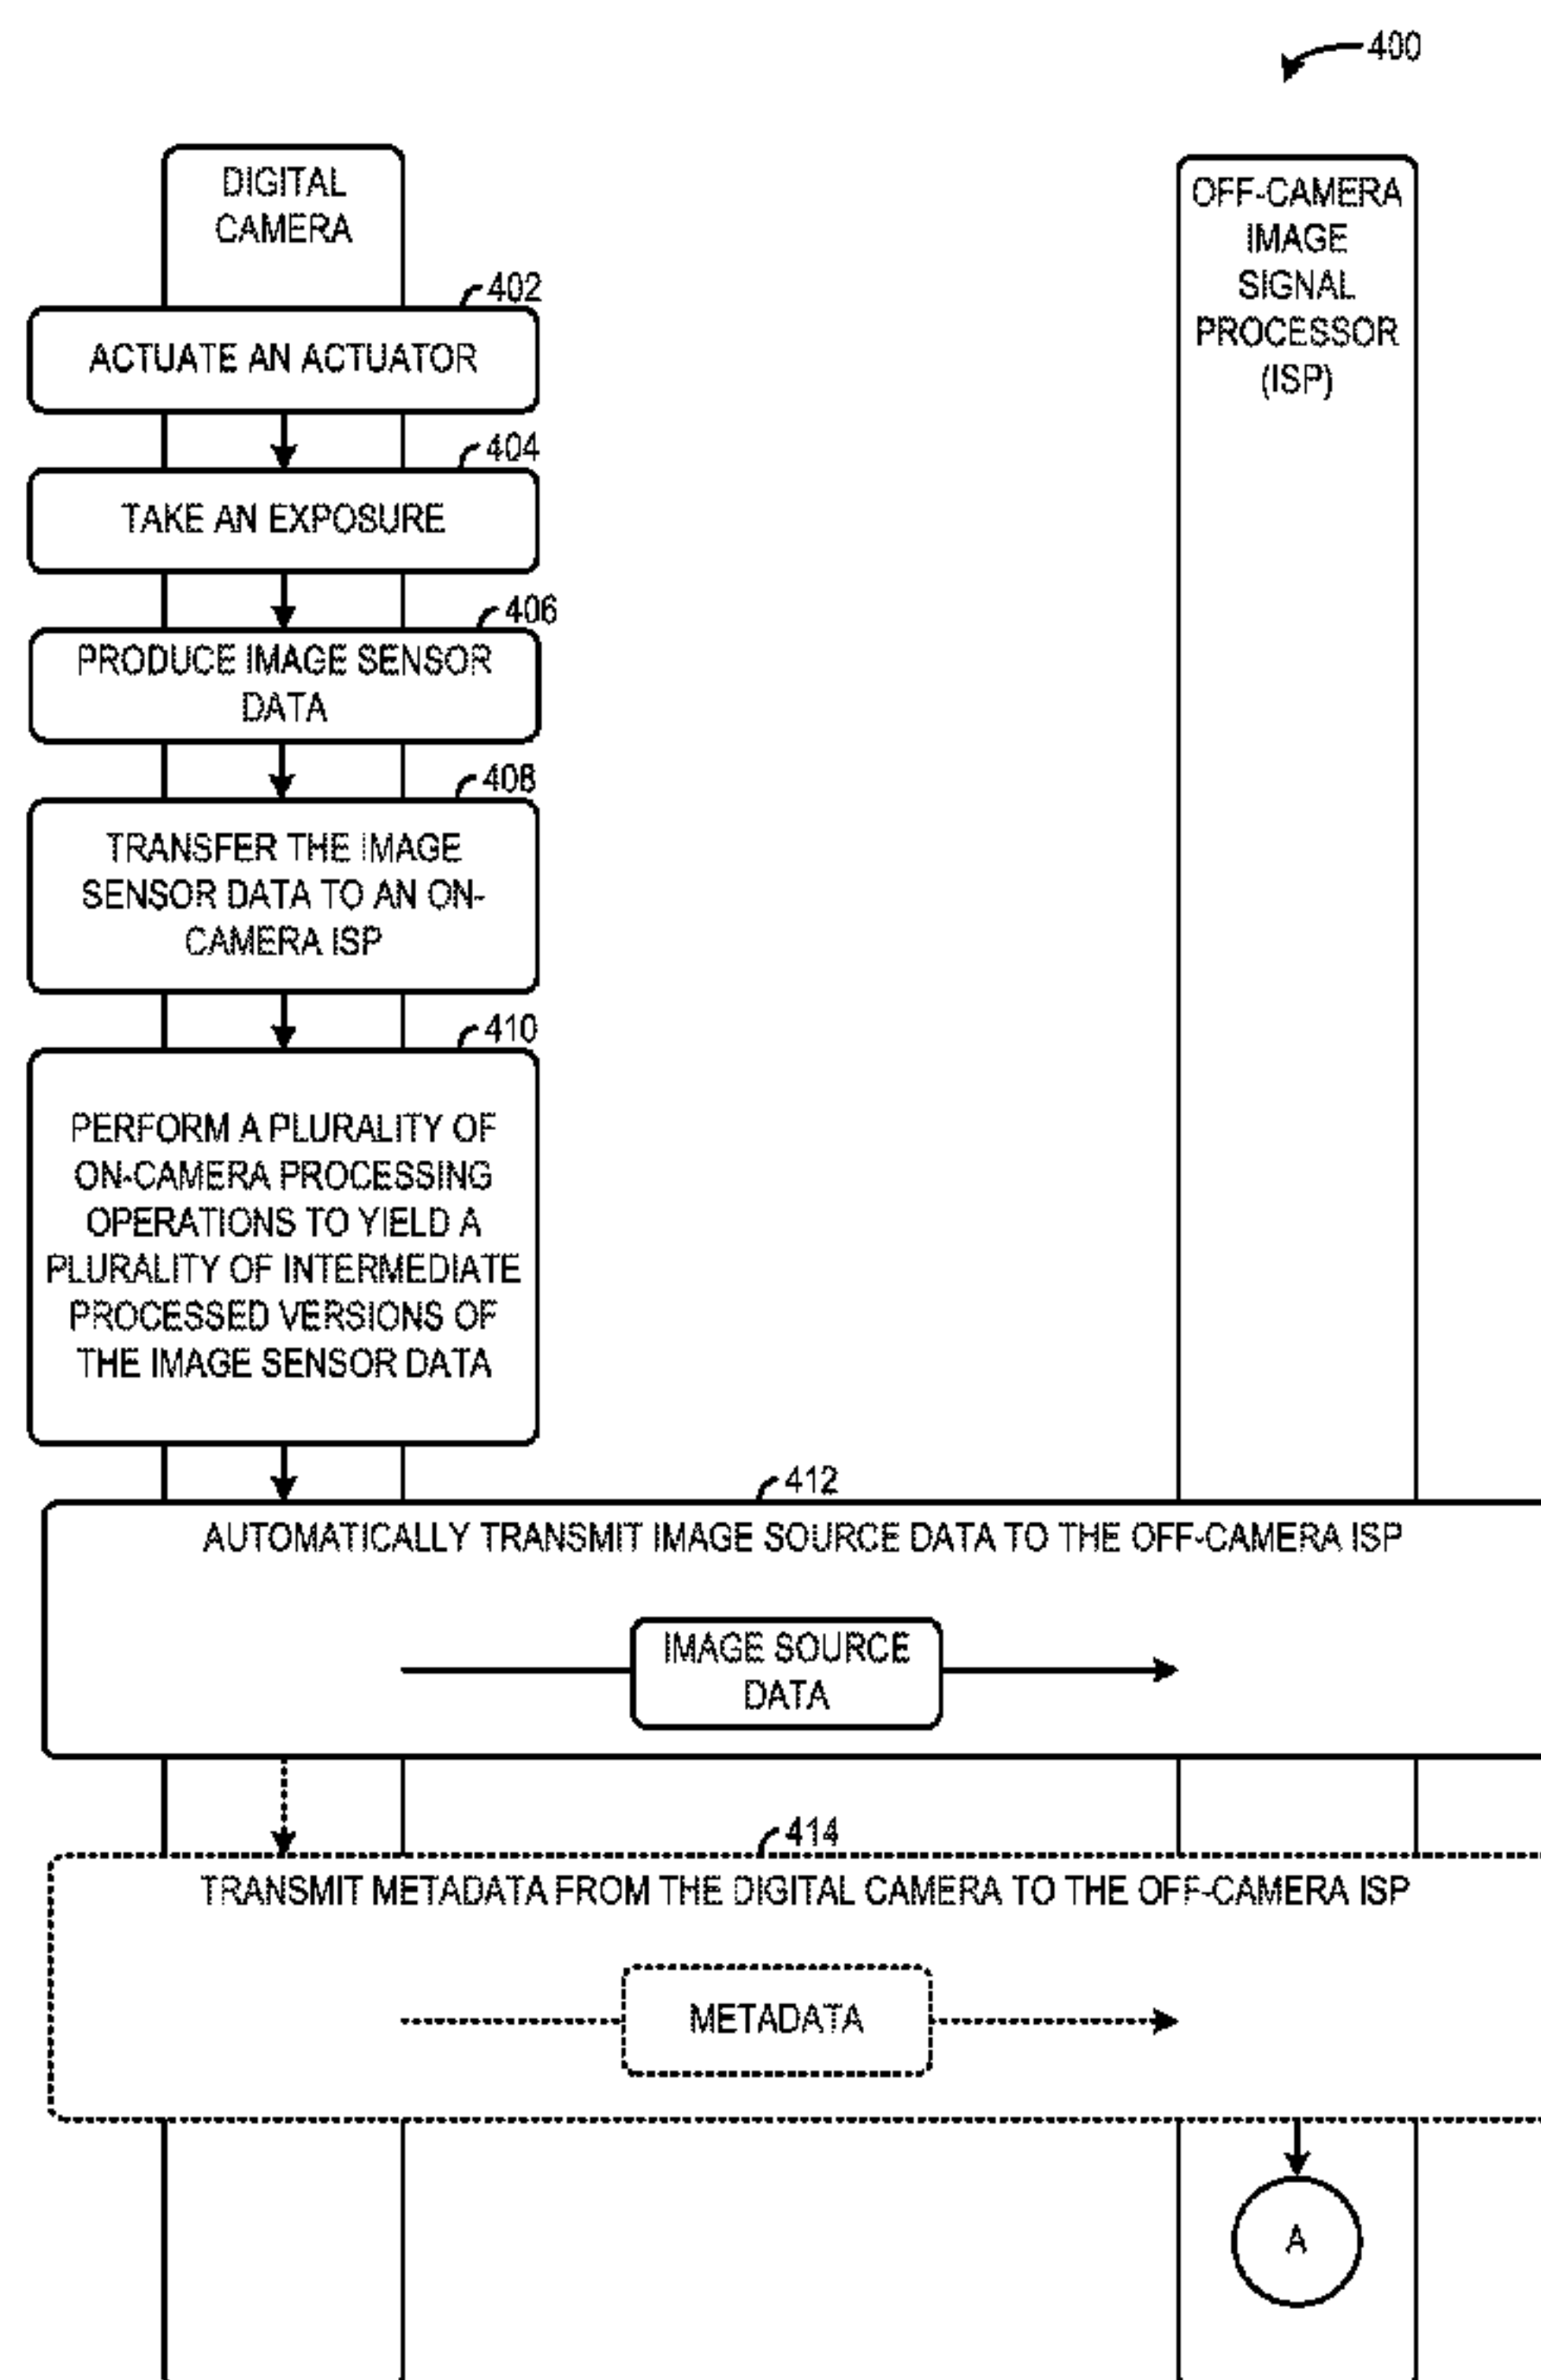 400
DIGITAL
CAMERA
OFF-CAMERA
IMAGE
SIGNAL
PROCESSOR
(ISP)
402
ACTUATE AN ACTUATOR
404
TAKE AN EXPOSURE
406
PRODUCE IMAGE SENSOR
DATA
408
TRANSFER THE IMAGE
SENSOR DATA TO AN ON-
CAMERA ISP
410
PERFORM A PLURALITY OF
ON-CAMERA PROCESSING
OPERATIONS TO YIELD A
PLURALITY OF INTERMEDIATE
PROCESSED VERSIONS OF
THE IMAGE SENSOR DATA
412
AUTOMATICALLY TRANSMIT IMAGE SOURCE DATA TO THE OFF-CAMERA ISP
IMAGE SOURCE
DATA
414
TRANSMIT METADATA FROM THE DIGITAL CAMERA TO THE OFF-CAMERA ISP
METADATA
A